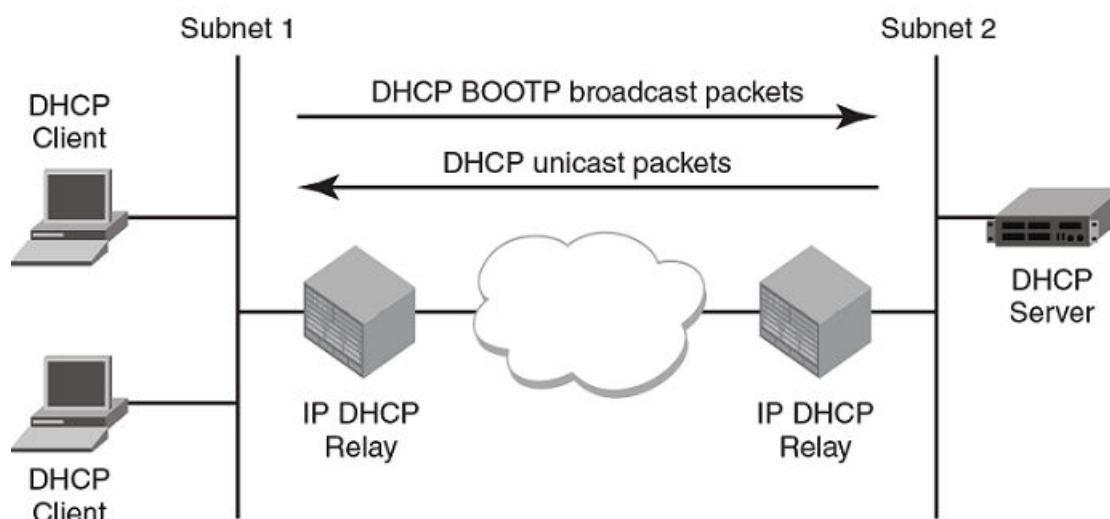 Subnet 1
Subnet 2
DHCP BOOTP broadcast packets
DHCP unicast packets
DHCP
Client
DHCP
Server
IP DHCP
Relay
IP DHCP
Relay
DHCP
Client